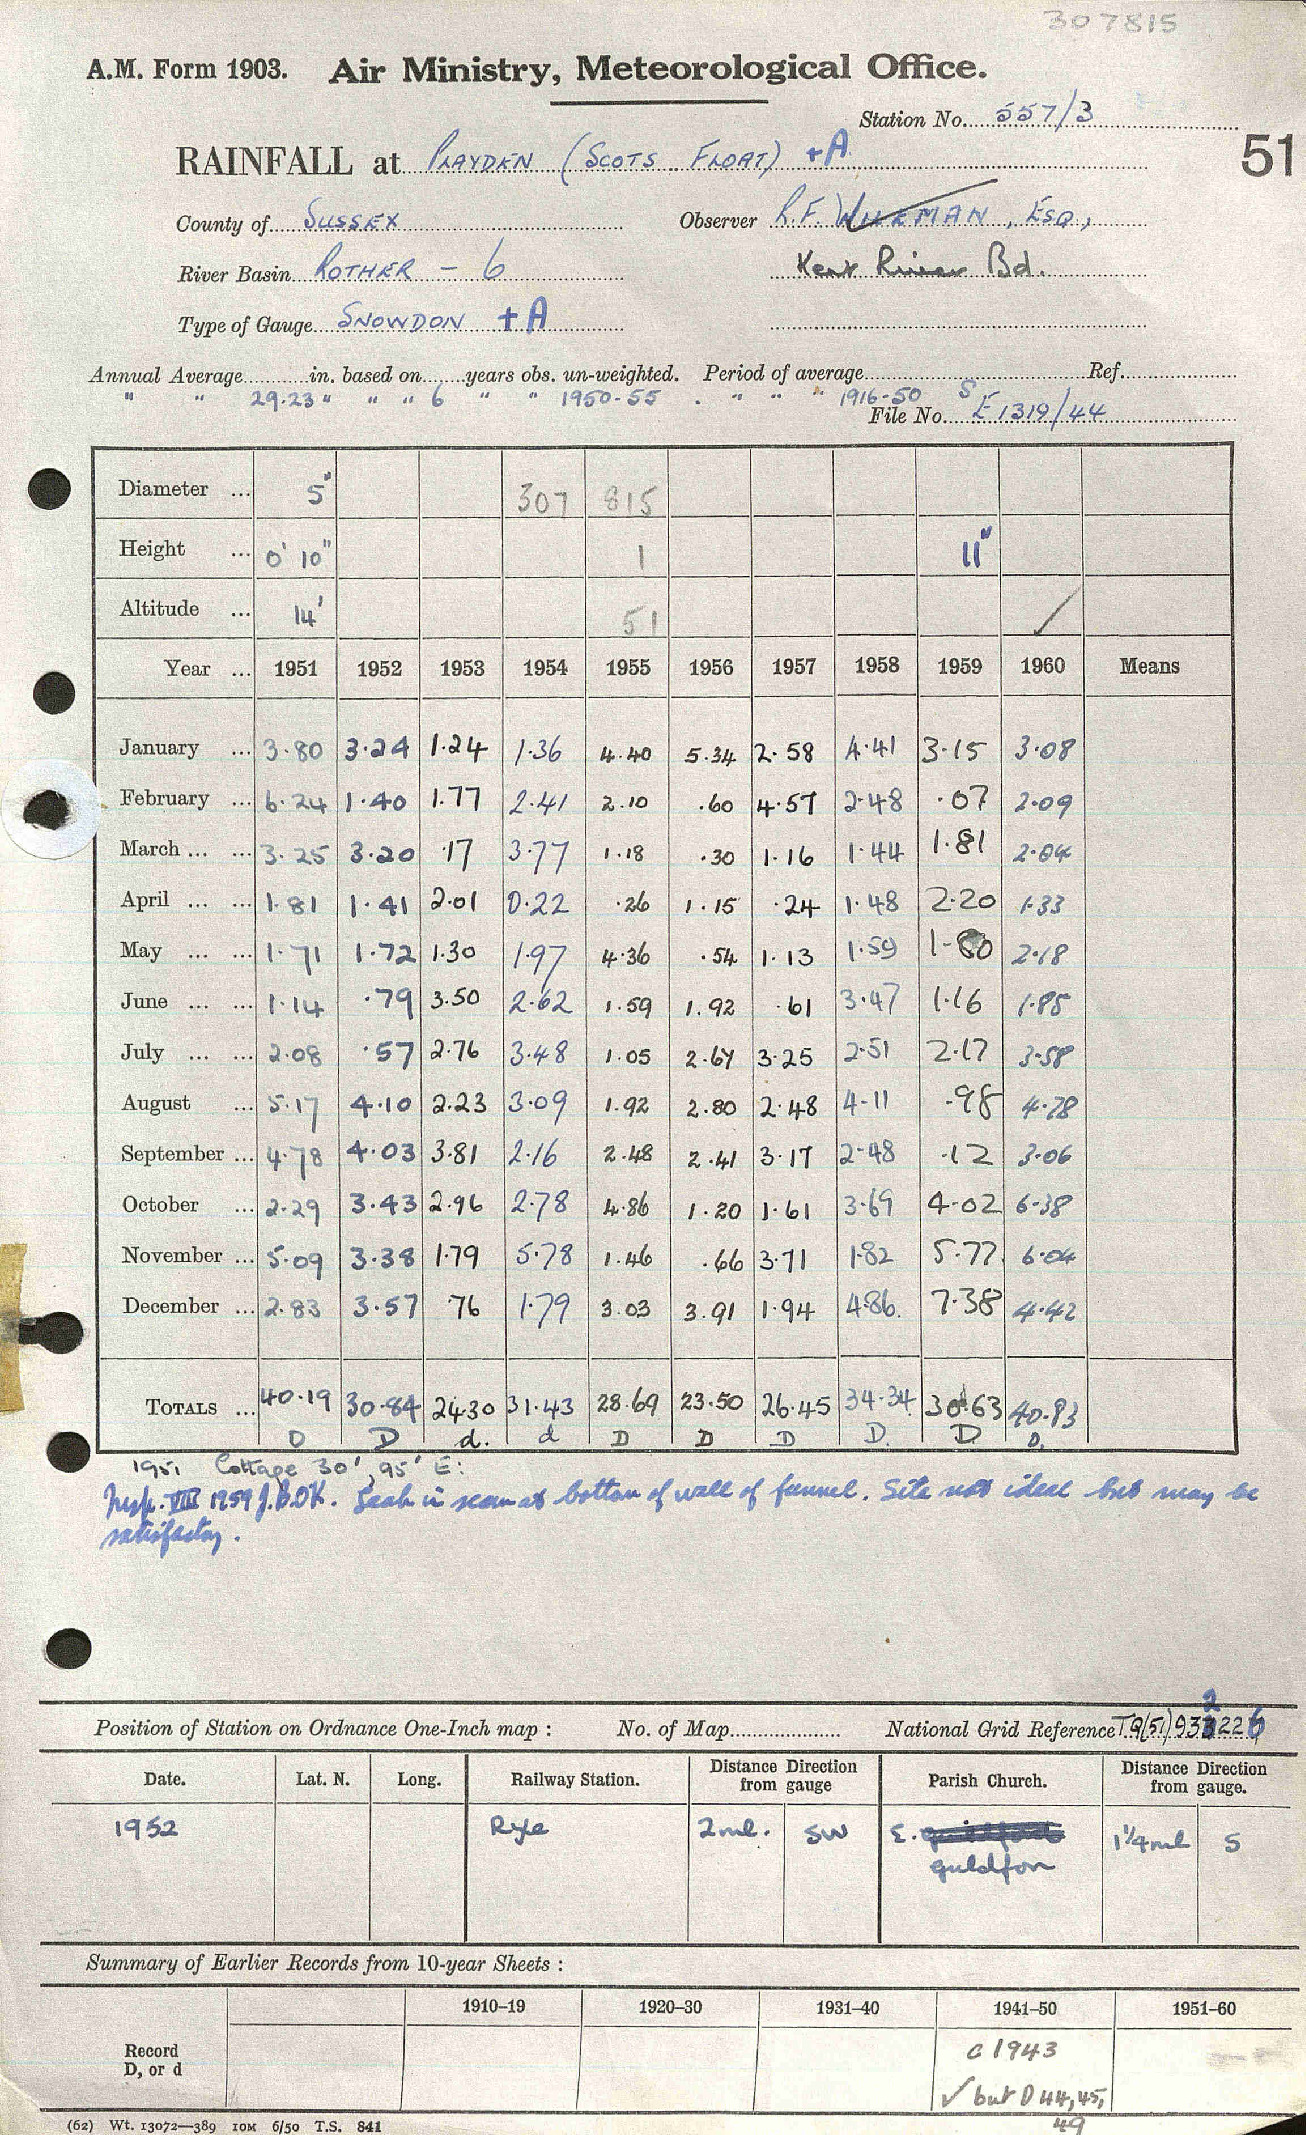 307815
A.M. Form 1903. Air Ministry, Meteorological Office.
Station No. 557/3
51
RAINFALL at PLAYDEN (SCOTS FLOAT) +A
County of SUSSEX Observer R.F. WILEMAN, ESQ.,
River Basin ROTHER - 6 Kent River Bd.
Type of Gauge SNOWDON +A
Annual Average in. based on years obs. un-weighted. Period of average Ref.
" " 29.23 " " " 6 " " 1950-55 . " " " 1916-50 S
File No. E1319/44
Diameter ... 5" 307 815
Height ... 0' 10" 1 11"
Altitude ... 14' 51 ✓
Year ... 1951 1952 1953 1954 1955 1956 1957 1958 1959 1960 Means
January ... 3.80 3.24 1.24 1.36 4.40 5.34 2.58 4.41 3.15 3.08
February ... 6.24 1.40 1.77 2.41 2.10 .60 4.57 2.48 .07 2.09
March ... ... 3.25 3.20 .17 3.77 1.18 .30 1.16 1.44 1.81 2.04
April ... ... 1.81 1.41 2.01 0.22 .26 1.15 .24 1.48 2.20 1.33
May ... ... 1.71 1.72 1.30 1.97 4.36 .54 1.13 1.59 1.80 2.18
June ... ... 1.14 .79 3.50 2.62 1.59 1.92 .61 3.47 1.16 1.85
July ... ... 2.08 .57 2.76 3.48 1.05 2.67 3.25 2.51 2.17 3.58
August ... 5.17 4.10 2.23 3.09 1.92 2.80 2.48 4.11 .98 4.78
September ... 4.78 4.03 3.81 2.16 2.48 2.41 3.17 2.48 .12 3.06
October ... 2.29 3.43 2.96 2.78 4.86 1.20 1.61 3.69 4.02 6.38
November ... 5.09 3.38 1.79 5.78 1.46 .66 3.71 1.82 5.77 6.04
December ... 2.83 3.57 .76 1.79 3.03 3.91 1.94 4.86. 7.38 4.42
TOTALS ... 40.19 30.84 24.30 31.43 28.69 23.50 26.45 34.34 30.63 40.83
D D d. d D D D D. D D.
1951 Cottage 30', 95' E:
Insp. VIII 1959 J.B.O'K. Leak in seam at bottom of wall of funnel. Site not ideal but may be
satisfactory.
Position of Station on Ordnance One-Inch map : No. of Map National Grid Reference TQ(51)932226
Date. Lat. N. Long. Railway Station. Distance Direction from gauge Parish Church. Distance Direction from gauge.
1952 Rye 2ml. SW E. guildford 1¼ml S
guldfor
Summary of Earlier Records from 10-year Sheets :
1910–19 1920–30 1931–40 1941–50 1951–60
Record
D, or d
c 1943
✓ but D 44, 45,
49
(62) Wt. 13072—389 10M 6/50 T.S. 841